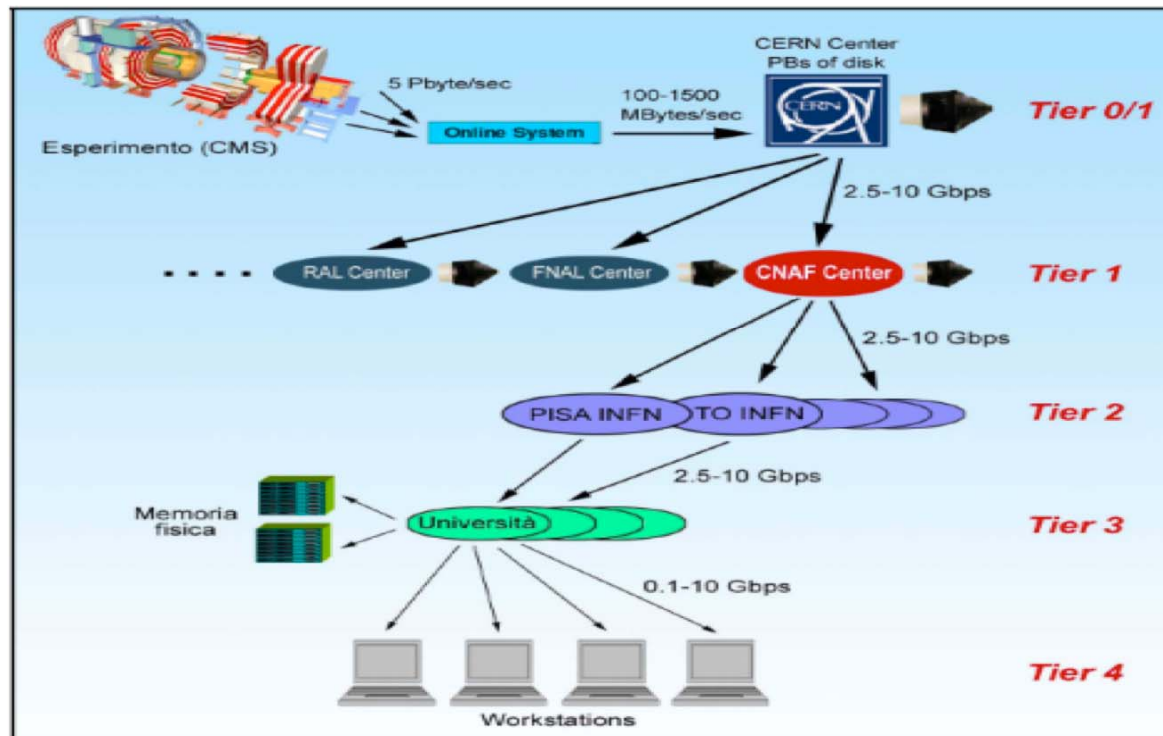 CERN Center
PBs of disk
5 Pbyte/sec
100-1500
MBytes/sec
CERN
Tier 0/1
Online System
Esperimento (CMS)
2.5-10 Gbps
RAL Center
FNAL Center
CNAF Center
Tier 1
2.5-10 Gbps
PISA INFN
TO INFN
Tier 2
2.5-10 Gbps
Memoria
fisica
Università
Tier 3
0.1-10 Gbps
Tier 4
Workstations